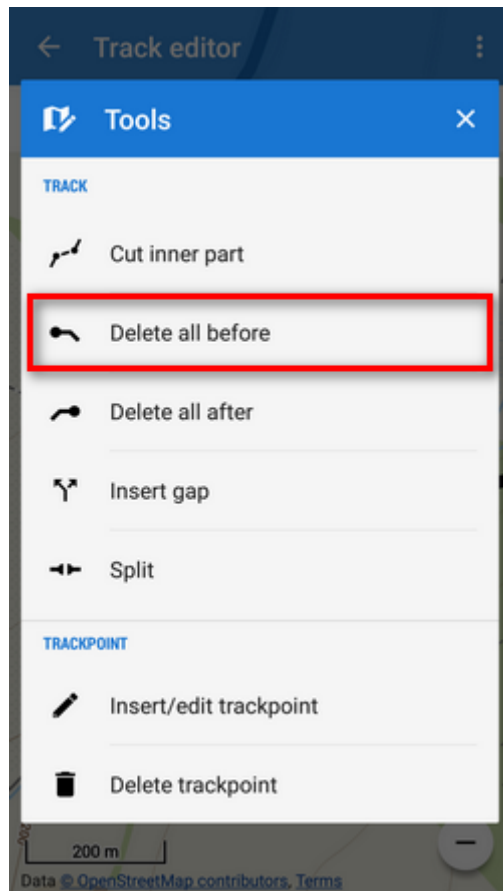 Track editor
Tools
TRACK
Cut inner part
Delete all before
Delete all after
Insert gap
Split
TRACKPOINT
Insert/edit trackpoint
Delete trackpoint
200
200 m
Data © OpenStreetMap contributors, Terms